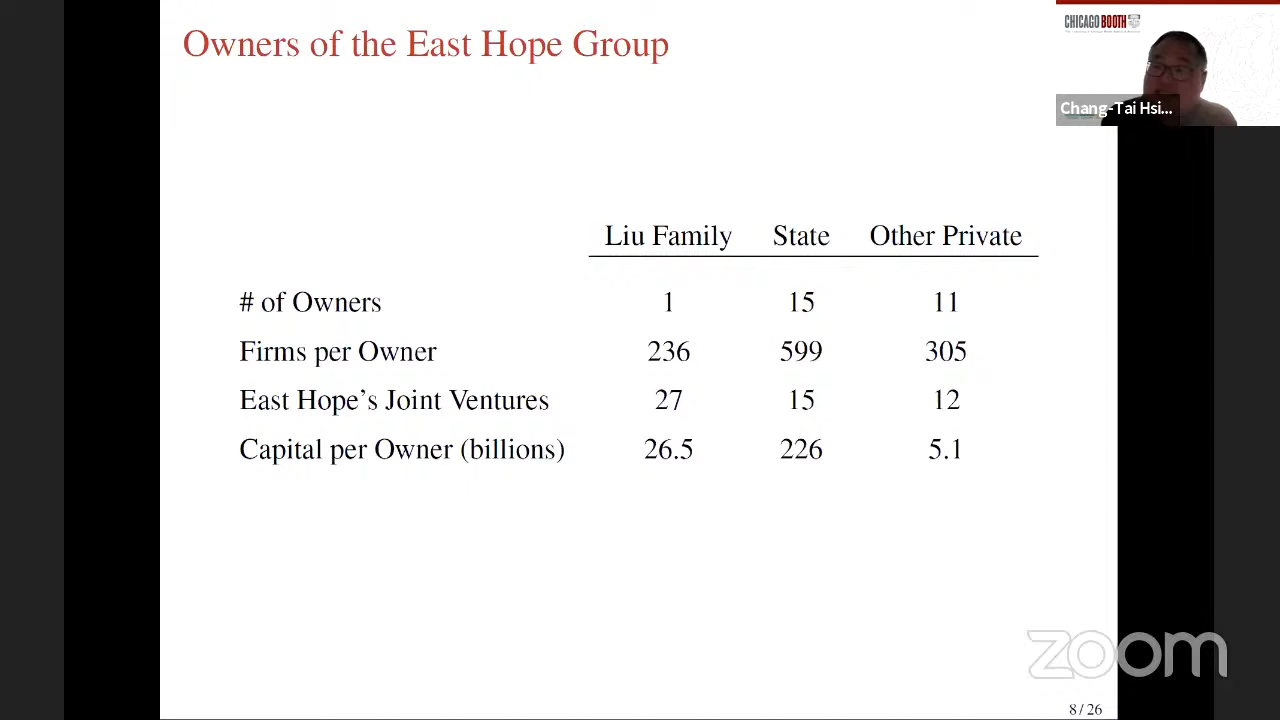 Owners of the East Hope Group
CHICAGO BOOTH
Chang-Tai Hsi...
Liu Family State Other Private
# of Owners 1 15 11
Firms per Owner 236 599 305
East Hope's Joint Ventures 27 15 12
Capital per Owner (billions) 26.5 226 5.1
zoom
8 / 26